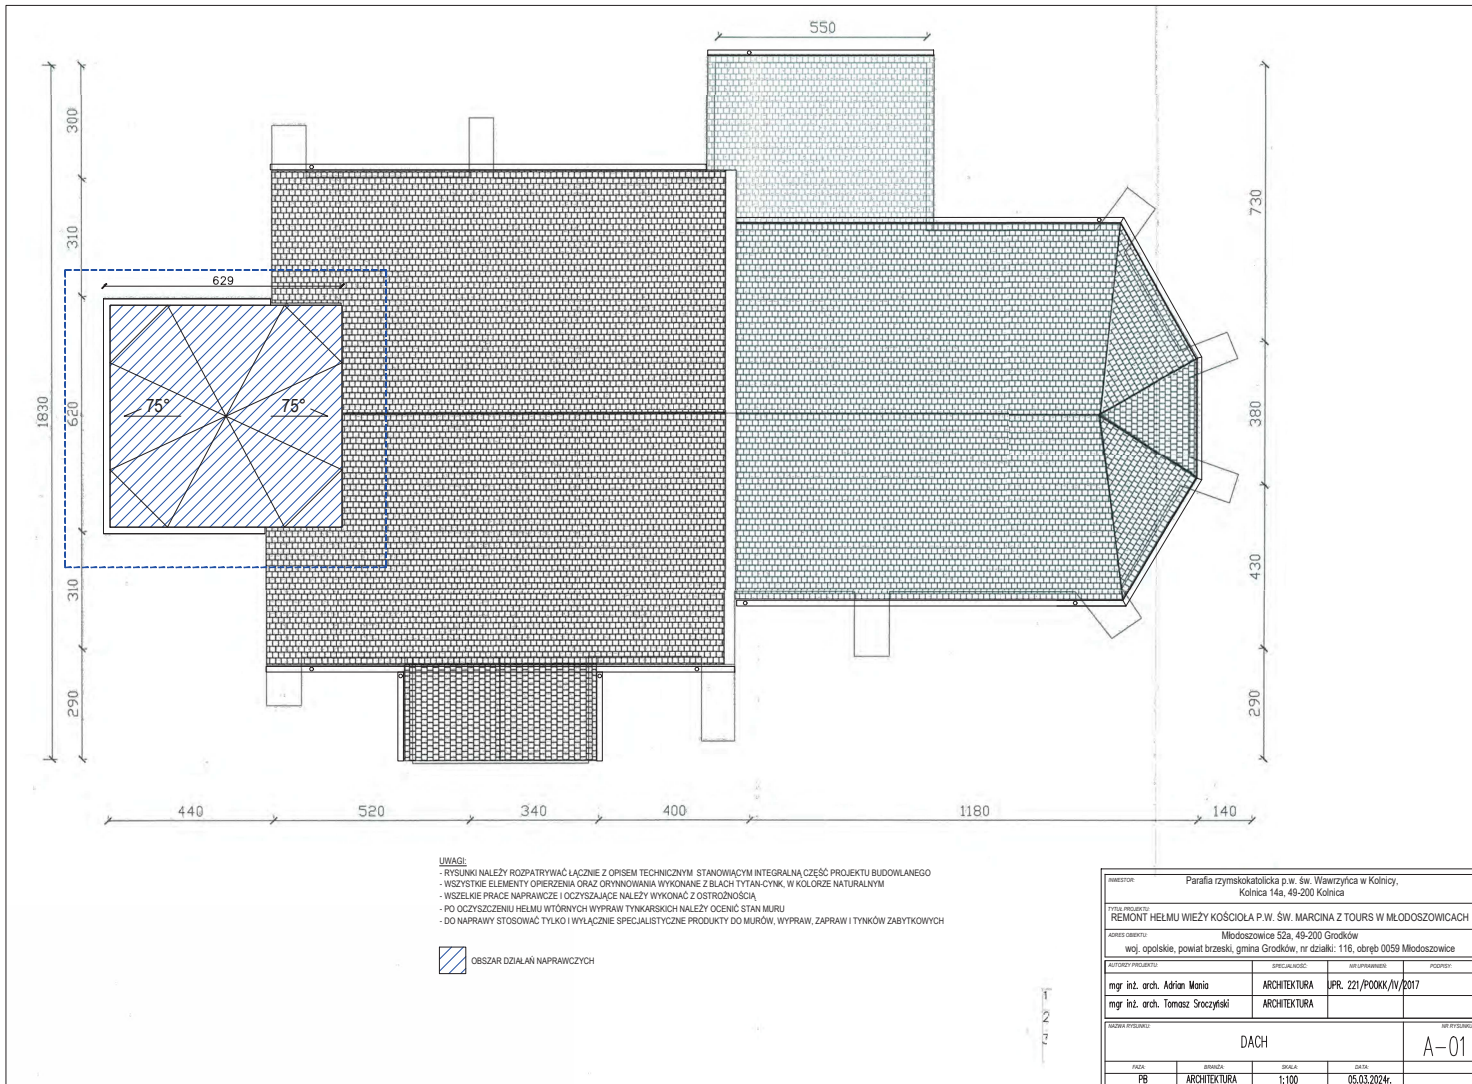 550
300
310
1830
620
310
290
629
75°
75°
730
380
430
290
440
520
340
400
1180
140
UWAGI:
- RYSUNKI NALEŻY ROZPATRYWAĆ ŁĄCZNIE Z OPISEM TECHNICZNYM STANOWIĄCYM INTEGRALNĄ CZĘŚĆ PROJEKTU BUDOWLANEGO
- WSZYSTKIE ELEMENTY OPIERZENIA ORAZ ORYNNOWANIA WYKONANE Z BLACH TYTAN-CYNK, W KOLORZE NATURALNYM
- WSZELKIE PRACE NAPRAWCZE I OCZYSZAJĄCE NALEŻY WYKONAĆ Z OSTROŻNOŚCIĄ
- PO OCZYSZCZENIU HEŁMU WTÓRNYCH WYPRAW TYNKARSKICH NALEŻY OCENIĆ STAN MURU
- DO NAPRAWY STOSOWAĆ TYLKO I WYŁĄCZNIE SPECJALISTYCZNE PRODUKTY DO MURÓW, WYPRAW, ZAPRAW I TYNKÓW ZABYTKOWYCH
OBSZAR DZIAŁAŃ NAPRAWCZYCH
1
2
INWESTOR: Parafia rzymskokatolicka p.w. św. Wawrzyńca w Kolnicy,
Kolnica 14a, 49-200 Kolnica
TYTUŁ PROJEKTU:
REMONT HEŁMU WIEŻY KOŚCIOŁA P.W. ŚW. MARCINA Z TOURS W MŁODOSZOWICACH
ADRES OBIEKTU: Młodoszowice 52a, 49-200 Grodków
woj. opolskie, powiat brzeski, gmina Grodków, nr działki: 116, obręb 0059 Młodoszowice
AUTORZY PROJEKTU: SPECJALNOŚĆ: NR UPRAWNIEŃ: PODPISY:
mgr inż. arch. Adrian Mania ARCHITEKTURA UPR. 221/POOKK/IV/2017
mgr inż. arch. Tomasz Sroczyński ARCHITEKTURA
NAZWA RYSUNKU: NR RYSUNKU:
DACH A-01
FAZA: BRANŻA: SKALA: DATA:
PB ARCHITEKTURA 1:100 05.03.2024r.